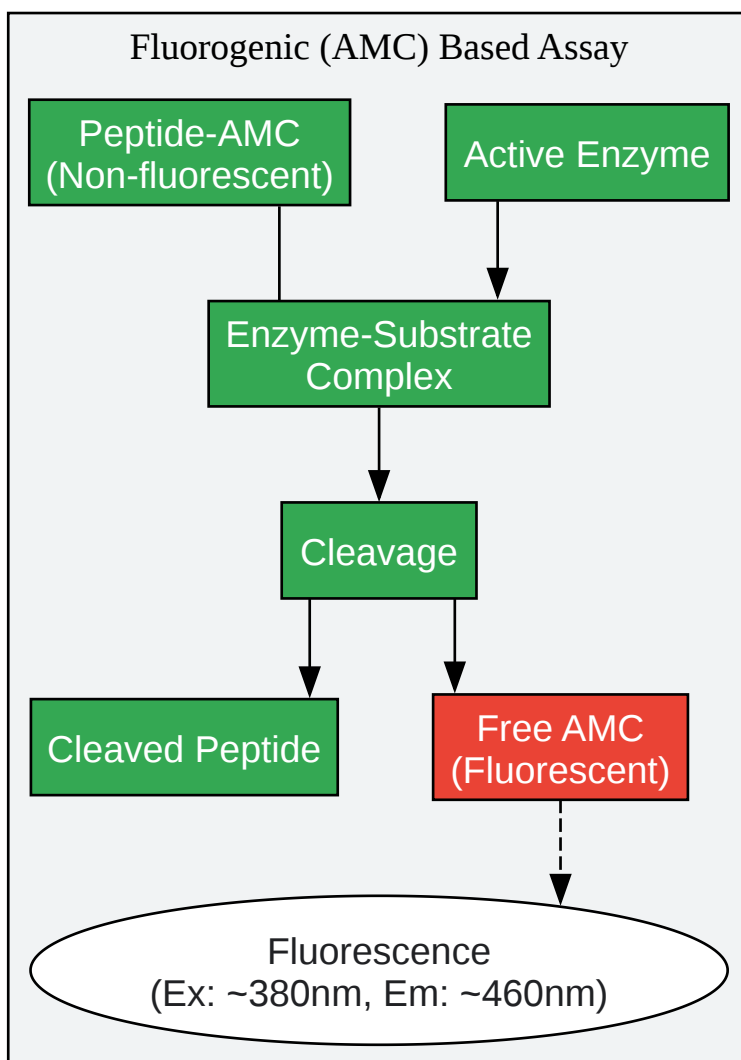 Fluorogenic (AMC) Based Assay
Peptide-AMC
(Non-fluorescent)
Active Enzyme
Enzyme-Substrate
Complex
Cleavage
Cleaved Peptide
Free AMC
(Fluorescent)
Fluorescence
(Ex: ~380nm, Em: ~460nm)